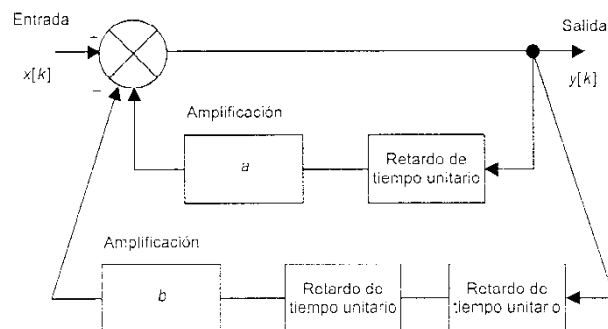 Entrada
Salida
+
x[k]
y[k]
−
Amplificación
a
Retardo de
tiempo unitario
Amplificación
b
Retardo de
tiempo unitario
Retardo de
tiempo unitario